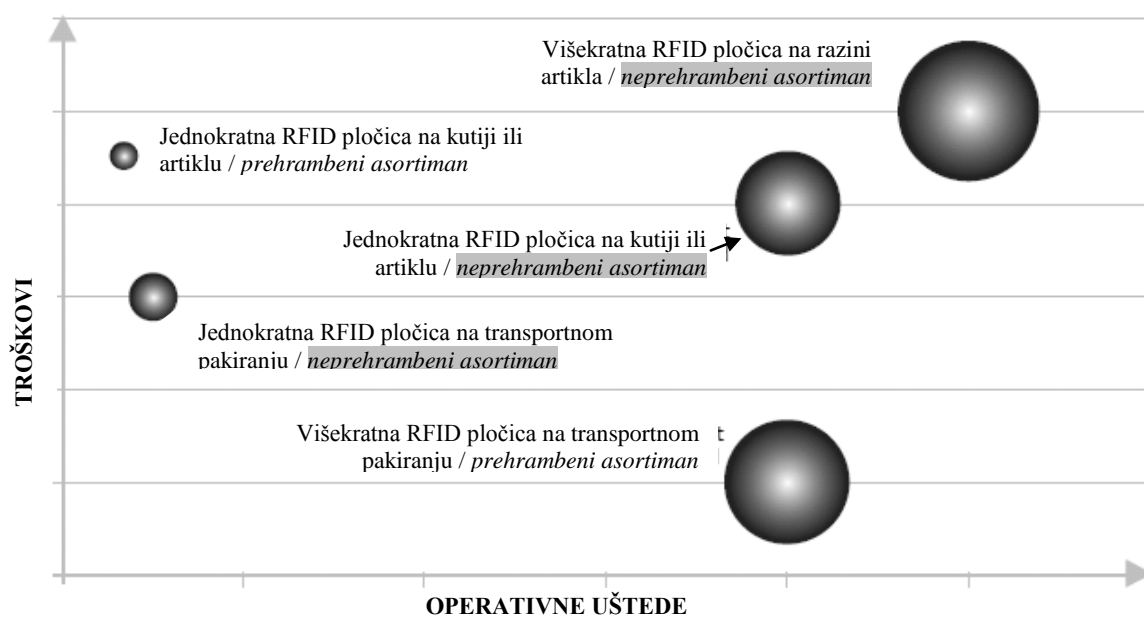 Višekratna RFID pločica na razini
artikla / neprehrambeni asortiman
Jednokratna RFID pločica na kutiji ili
artiklu / prehrambeni asortiman
Jednokratna RFID pločica na kutiji ili
artiklu / neprehrambeni asortiman
Jednokratna RFID pločica na transportnom
pakiranju / neprehrambeni asortiman
Višekratna RFID pločica na transportnom
pakiranju / prehrambeni asortiman
TROŠKOVI
OPERATIVNE UŠTEDE